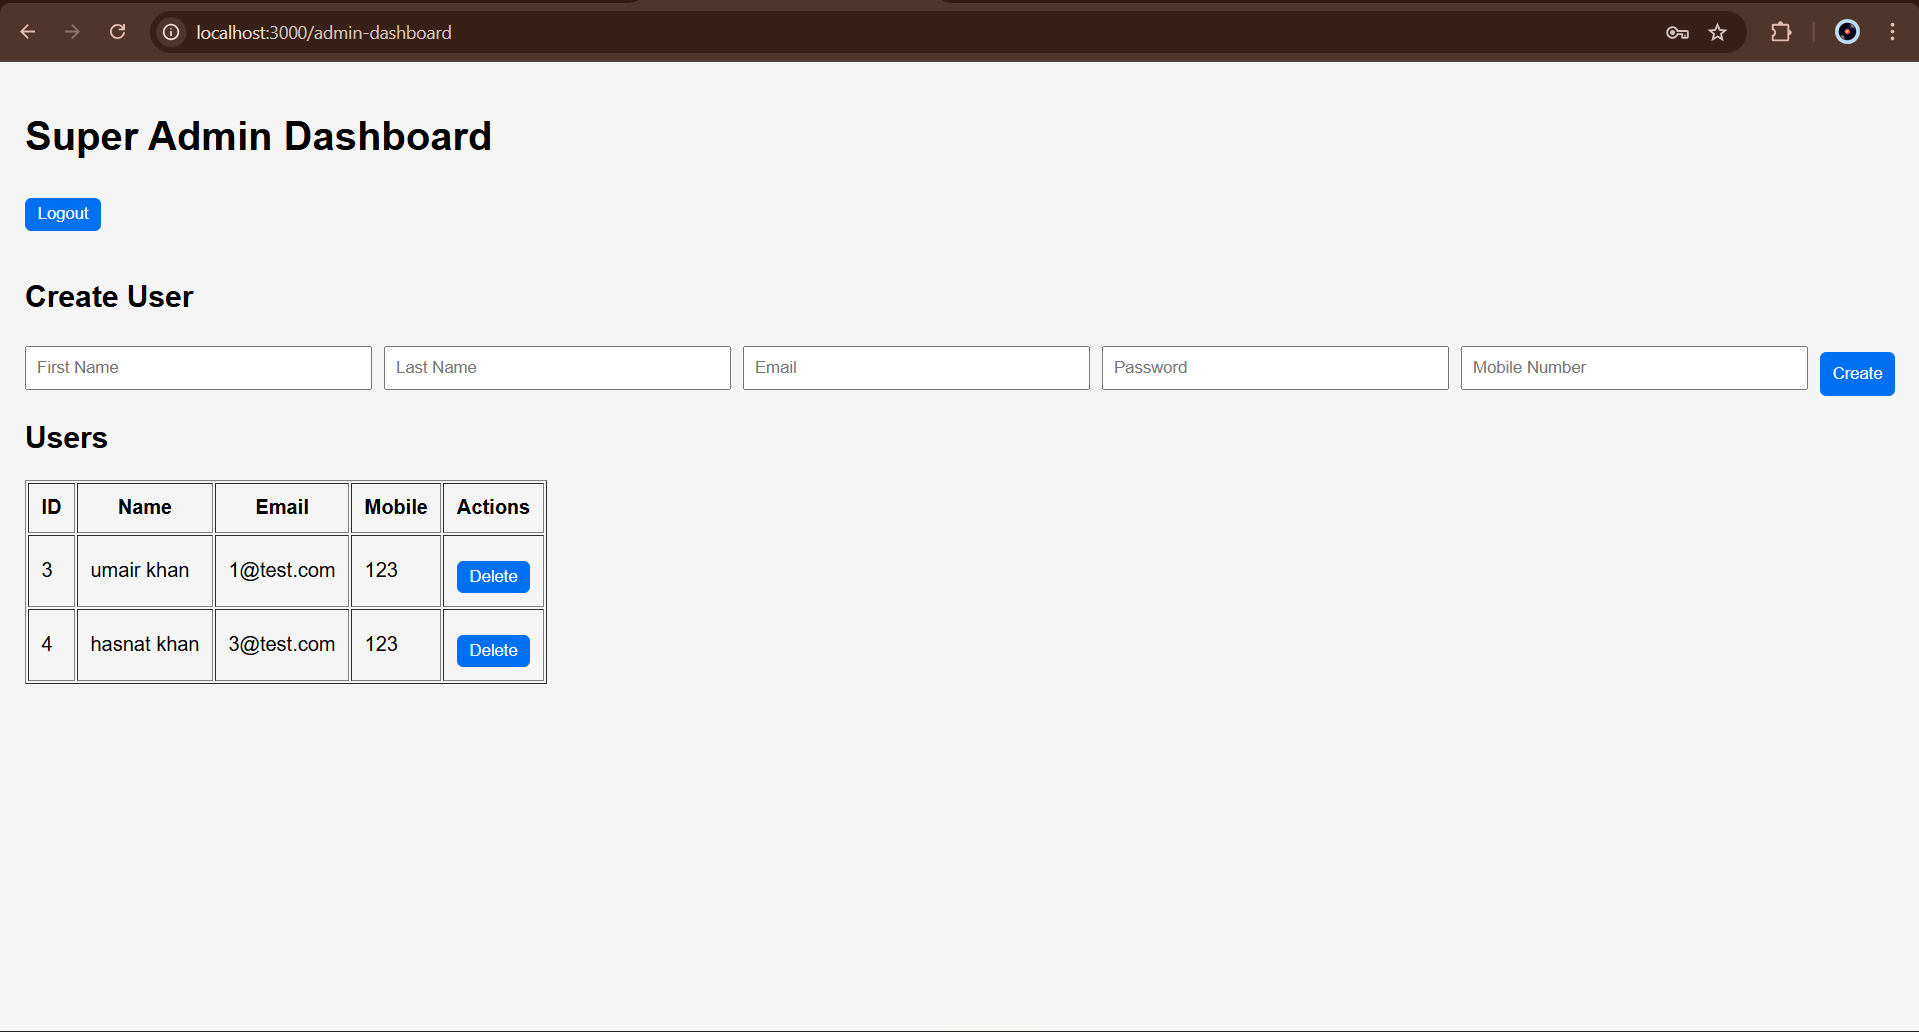 localhost:3000/admin-dashboard
Super Admin Dashboard
Logout
Create User
First Name Last Name Email Password Mobile Number Create
Users
ID Name Email Mobile Actions
3 umair khan 1@test.com 123 Delete
4 hasnat khan 3@test.com 123 Delete